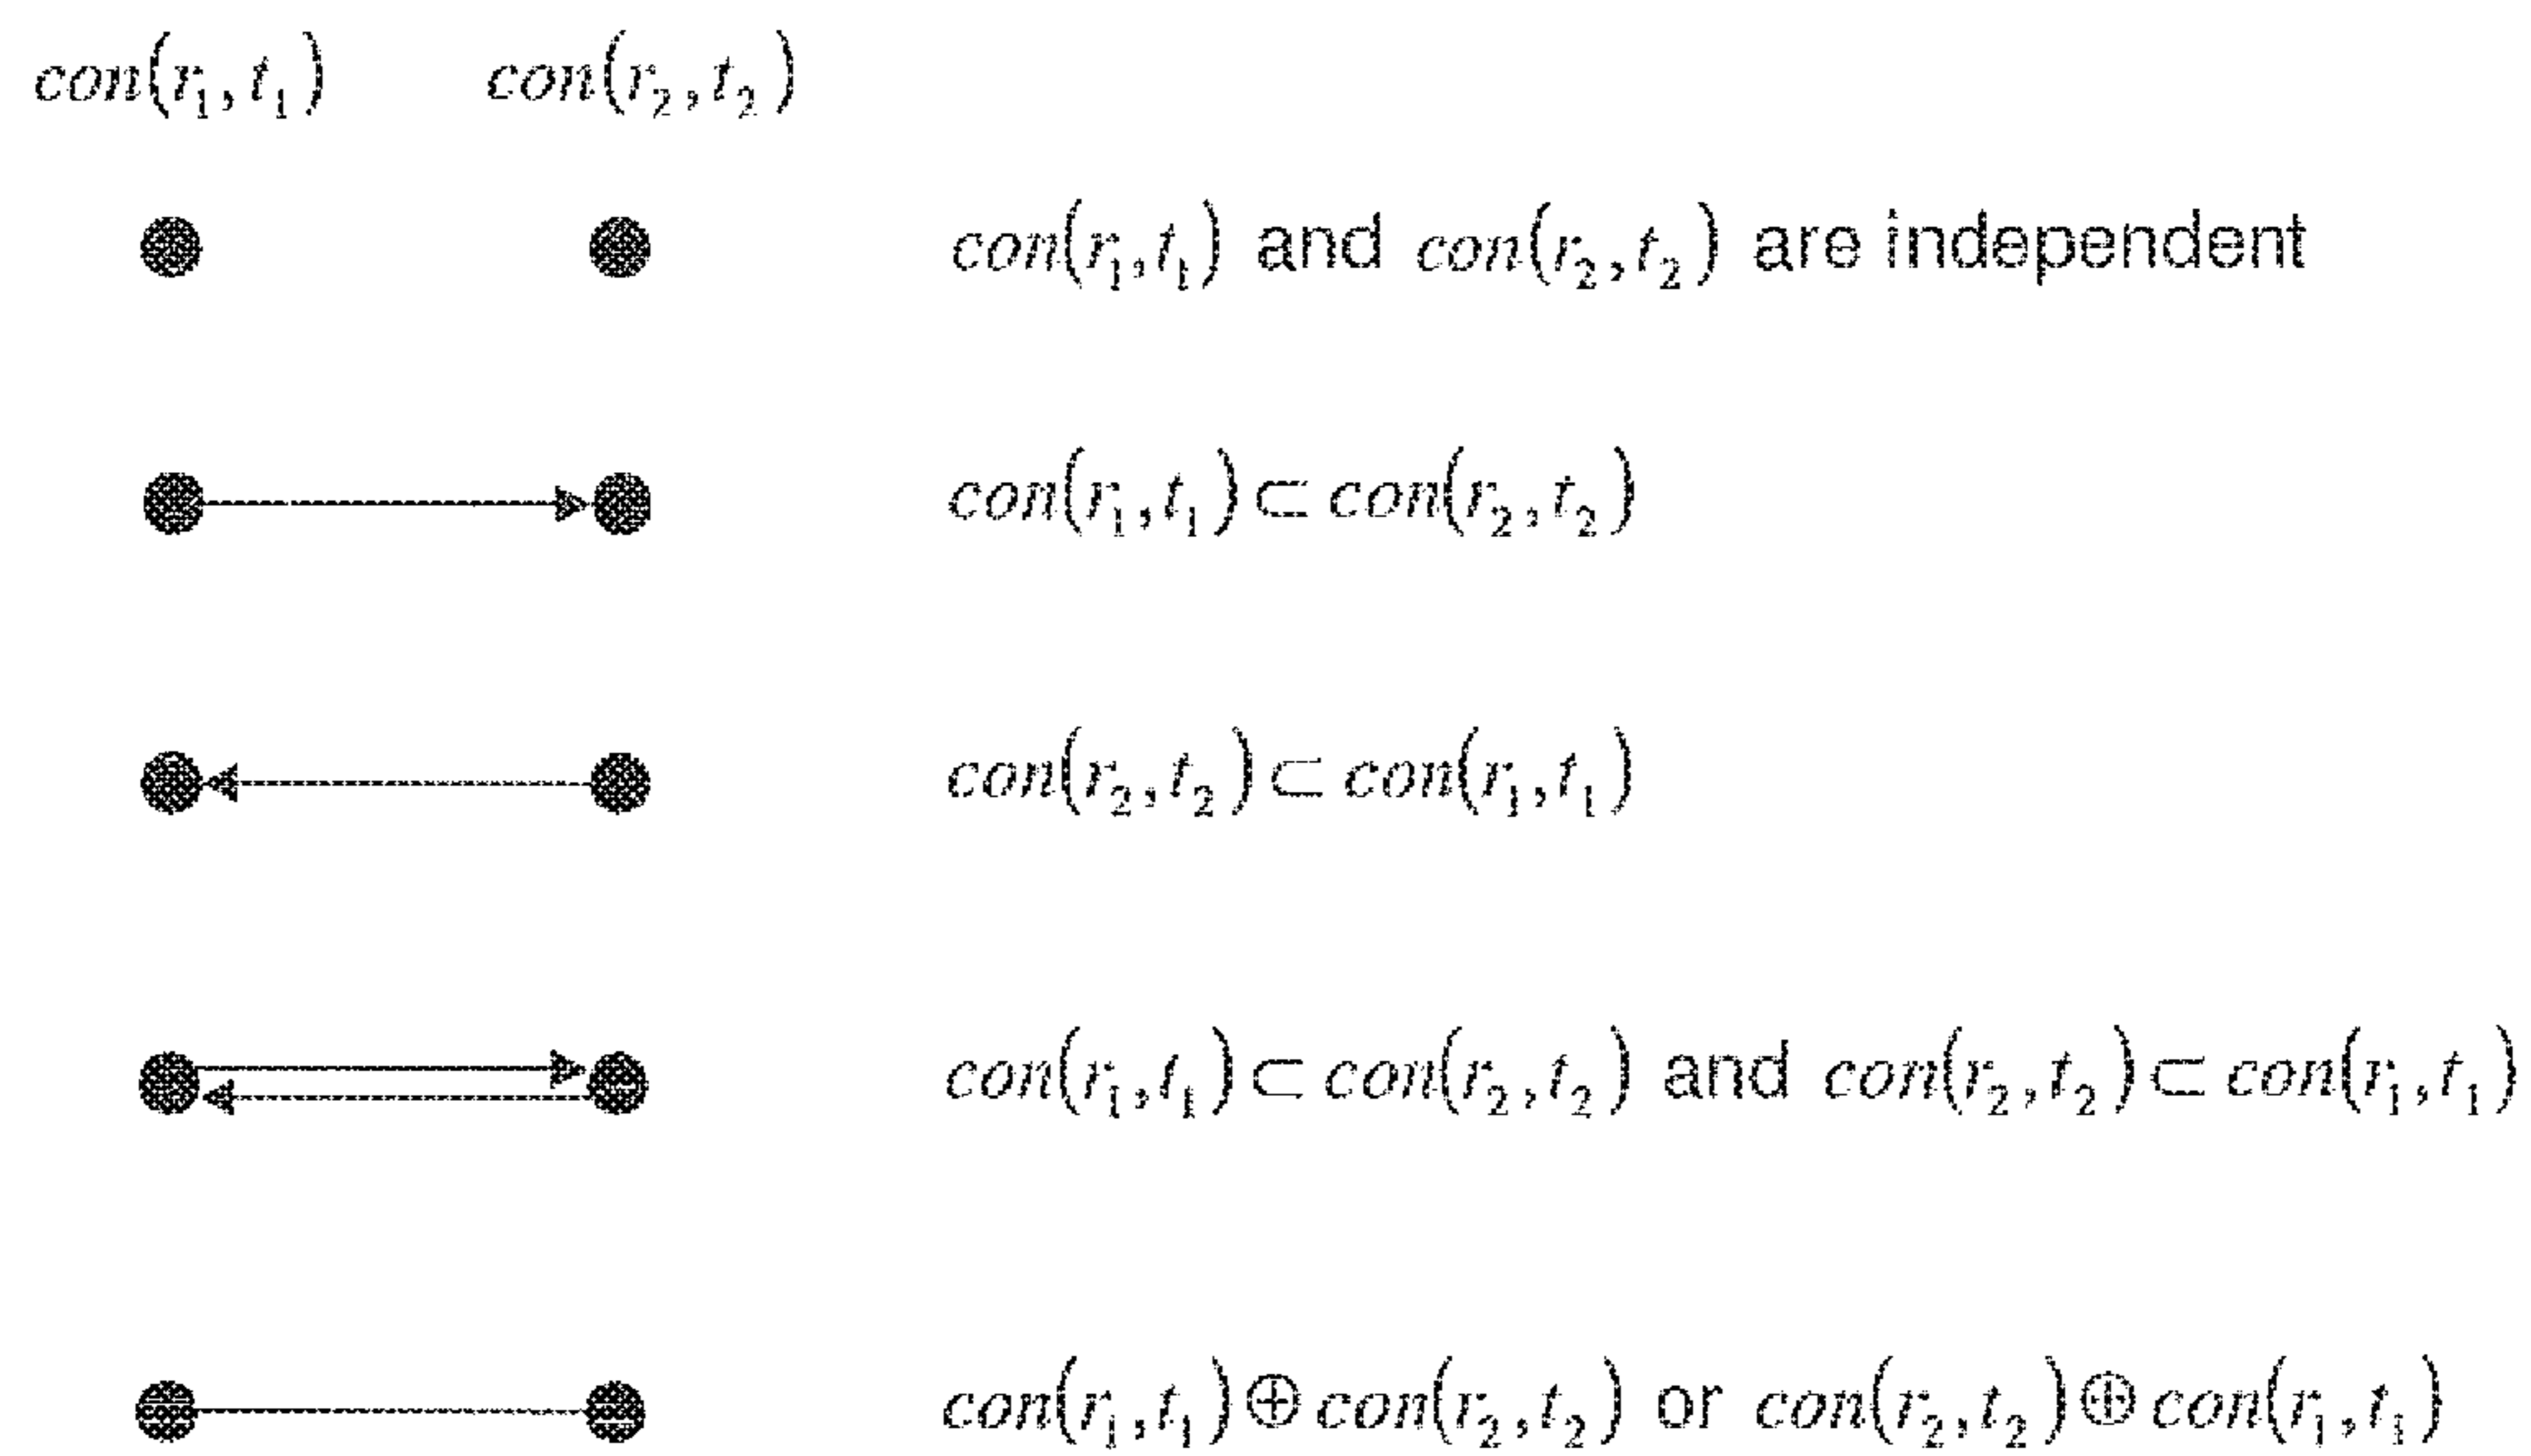 con(r₁, t₁) con(r₂, t₂)
con(r₁, t₁) and con(r₂, t₂) are independent
con(r₁, t₁) ⊂ con(r₂, t₂)
con(r₂, t₂) ⊂ con(r₁, t₁)
con(r₁, t₁) ⊂ con(r₂, t₂) and con(r₂, t₂) ⊂ con(r₁, t₁)
con(r₁, t₁) ⊕ con(r₂, t₂) or con(r₂, t₂) ⊕ con(r₁, t₁)